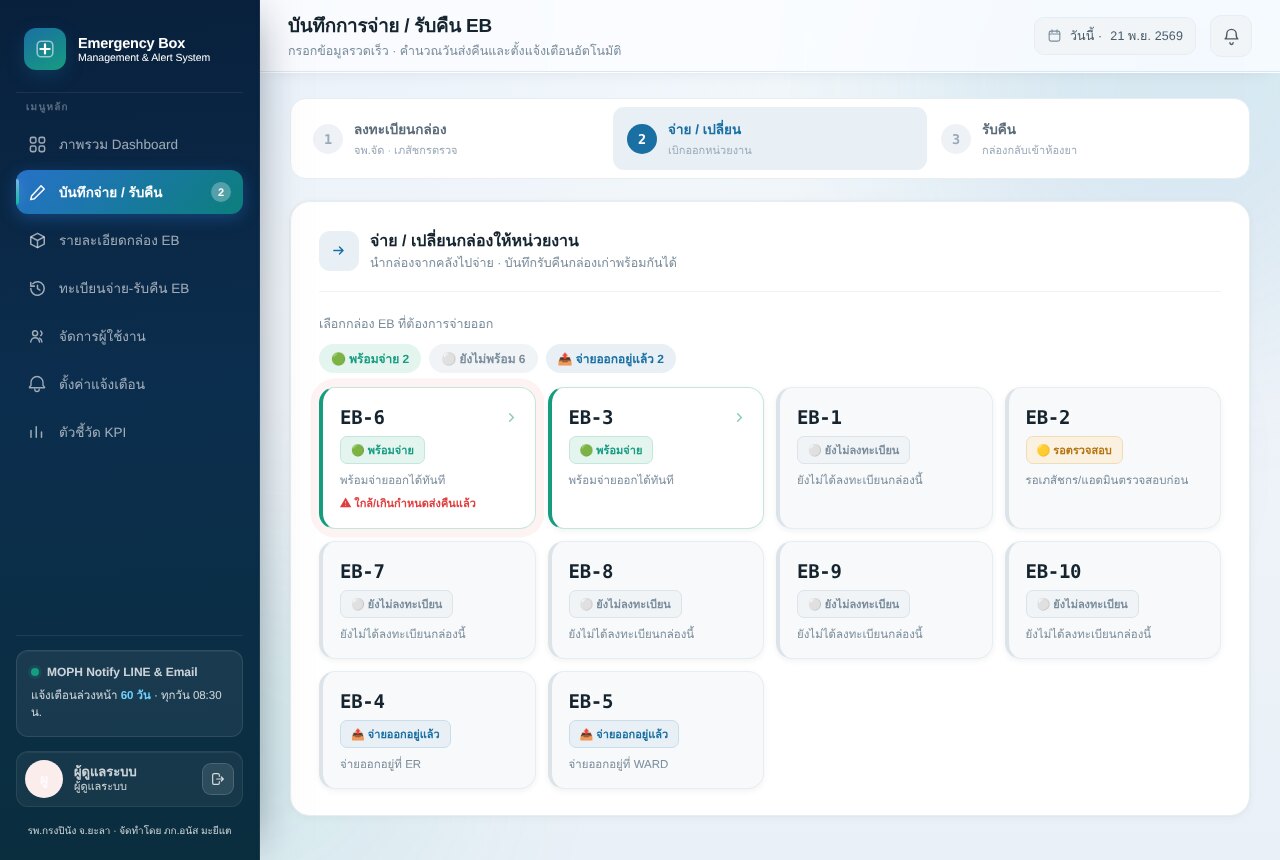 Emergency Box
Management & Alert System
เมนูหลัก
ภาพรวม Dashboard
บันทึกจ่าย / รับคืน
2
รายละเอียดกล่อง EB
ทะเบียนจ่าย-รับคืน EB
จัดการผู้ใช้งาน
ตั้งค่าแจ้งเตือน
ตัวชี้วัด KPI
MOPH Notify LINE & Email
แจ้งเตือนล่วงหน้า 60 วัน · ทุกวัน 08:30
น.
ผู้ดูแลระบบ
ผู้ดูแลระบบ
รพ.กรงปินัง จ.ยะลา · จัดทำโดย ภก.อนัส มะยีแต
บันทึกการจ่าย / รับคืน EB
กรอกข้อมูลรวดเร็ว · คำนวณวันส่งคืนและตั้งแจ้งเตือนอัตโนมัติ
วันนี้ · 21 พ.ย. 2569
1
ลงทะเบียนกล่อง
จพ.จัด · เภสัชกรตรวจ
2
จ่าย / เปลี่ยน
เบิกออกหน่วยงาน
3
รับคืน
กล่องกลับเข้าห้องยา
จ่าย / เปลี่ยนกล่องให้หน่วยงาน
นำกล่องจากคลังไปจ่าย · บันทึกรับคืนกล่องเก่าพร้อมกันได้
เลือกกล่อง EB ที่ต้องการจ่ายออก
พร้อมจ่าย 2
ยังไม่พร้อม 6
จ่ายออกอยู่แล้ว 2
EB-6
พร้อมจ่าย
พร้อมจ่ายออกได้ทันที
ใกล้/เกินกำหนดส่งคืนแล้ว
EB-3
พร้อมจ่าย
พร้อมจ่ายออกได้ทันที
EB-1
ยังไม่ลงทะเบียน
ยังไม่ได้ลงทะเบียนกล่องนี้
EB-2
รอตรวจสอบ
รอเภสัชกร/แอดมินตรวจสอบก่อน
EB-7
ยังไม่ลงทะเบียน
ยังไม่ได้ลงทะเบียนกล่องนี้
EB-8
ยังไม่ลงทะเบียน
ยังไม่ได้ลงทะเบียนกล่องนี้
EB-9
ยังไม่ลงทะเบียน
ยังไม่ได้ลงทะเบียนกล่องนี้
EB-10
ยังไม่ลงทะเบียน
ยังไม่ได้ลงทะเบียนกล่องนี้
EB-4
จ่ายออกอยู่แล้ว
จ่ายออกอยู่ที่ ER
EB-5
จ่ายออกอยู่แล้ว
จ่ายออกอยู่ที่ WARD